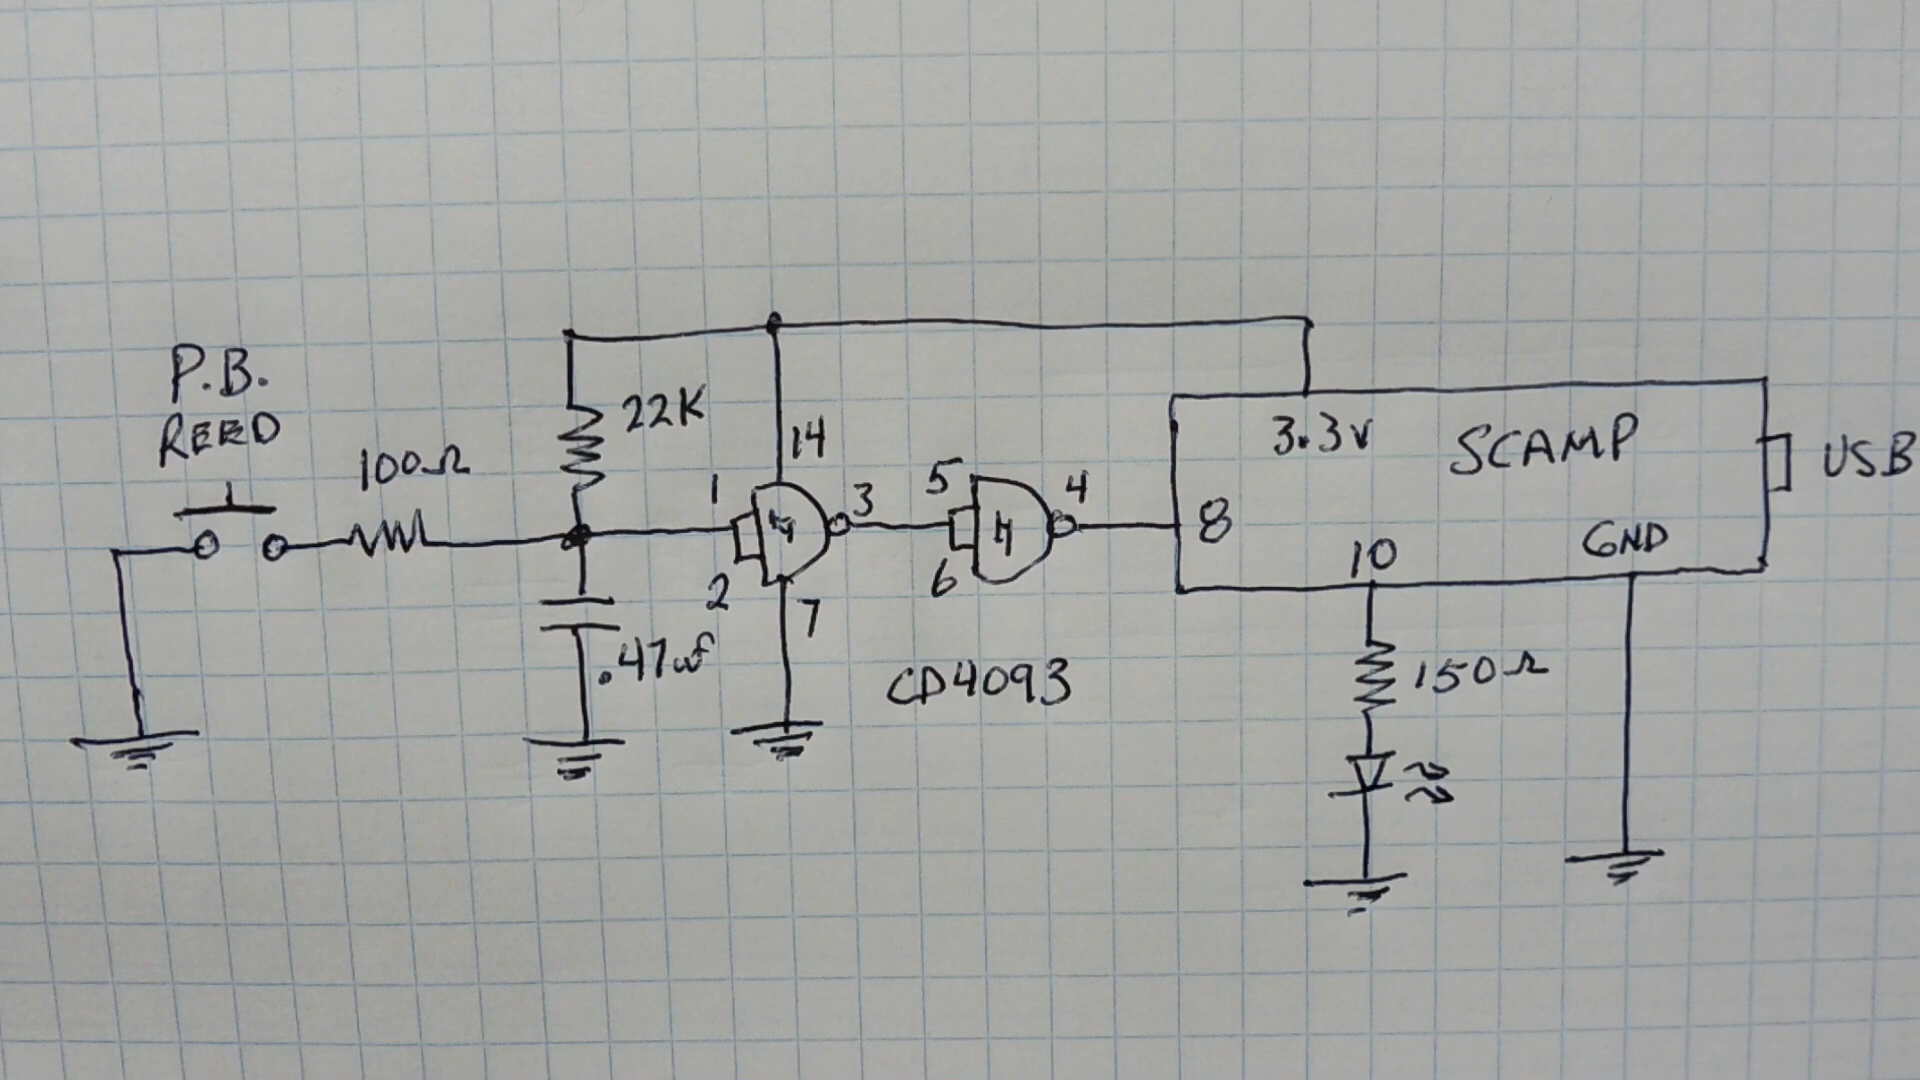 P.B.
REED
100Ω
22K
14
1
2
3
7
.47uf
5
6
4
CD4093
3.3V
SCAMP
USB
8
10
GND
150Ω